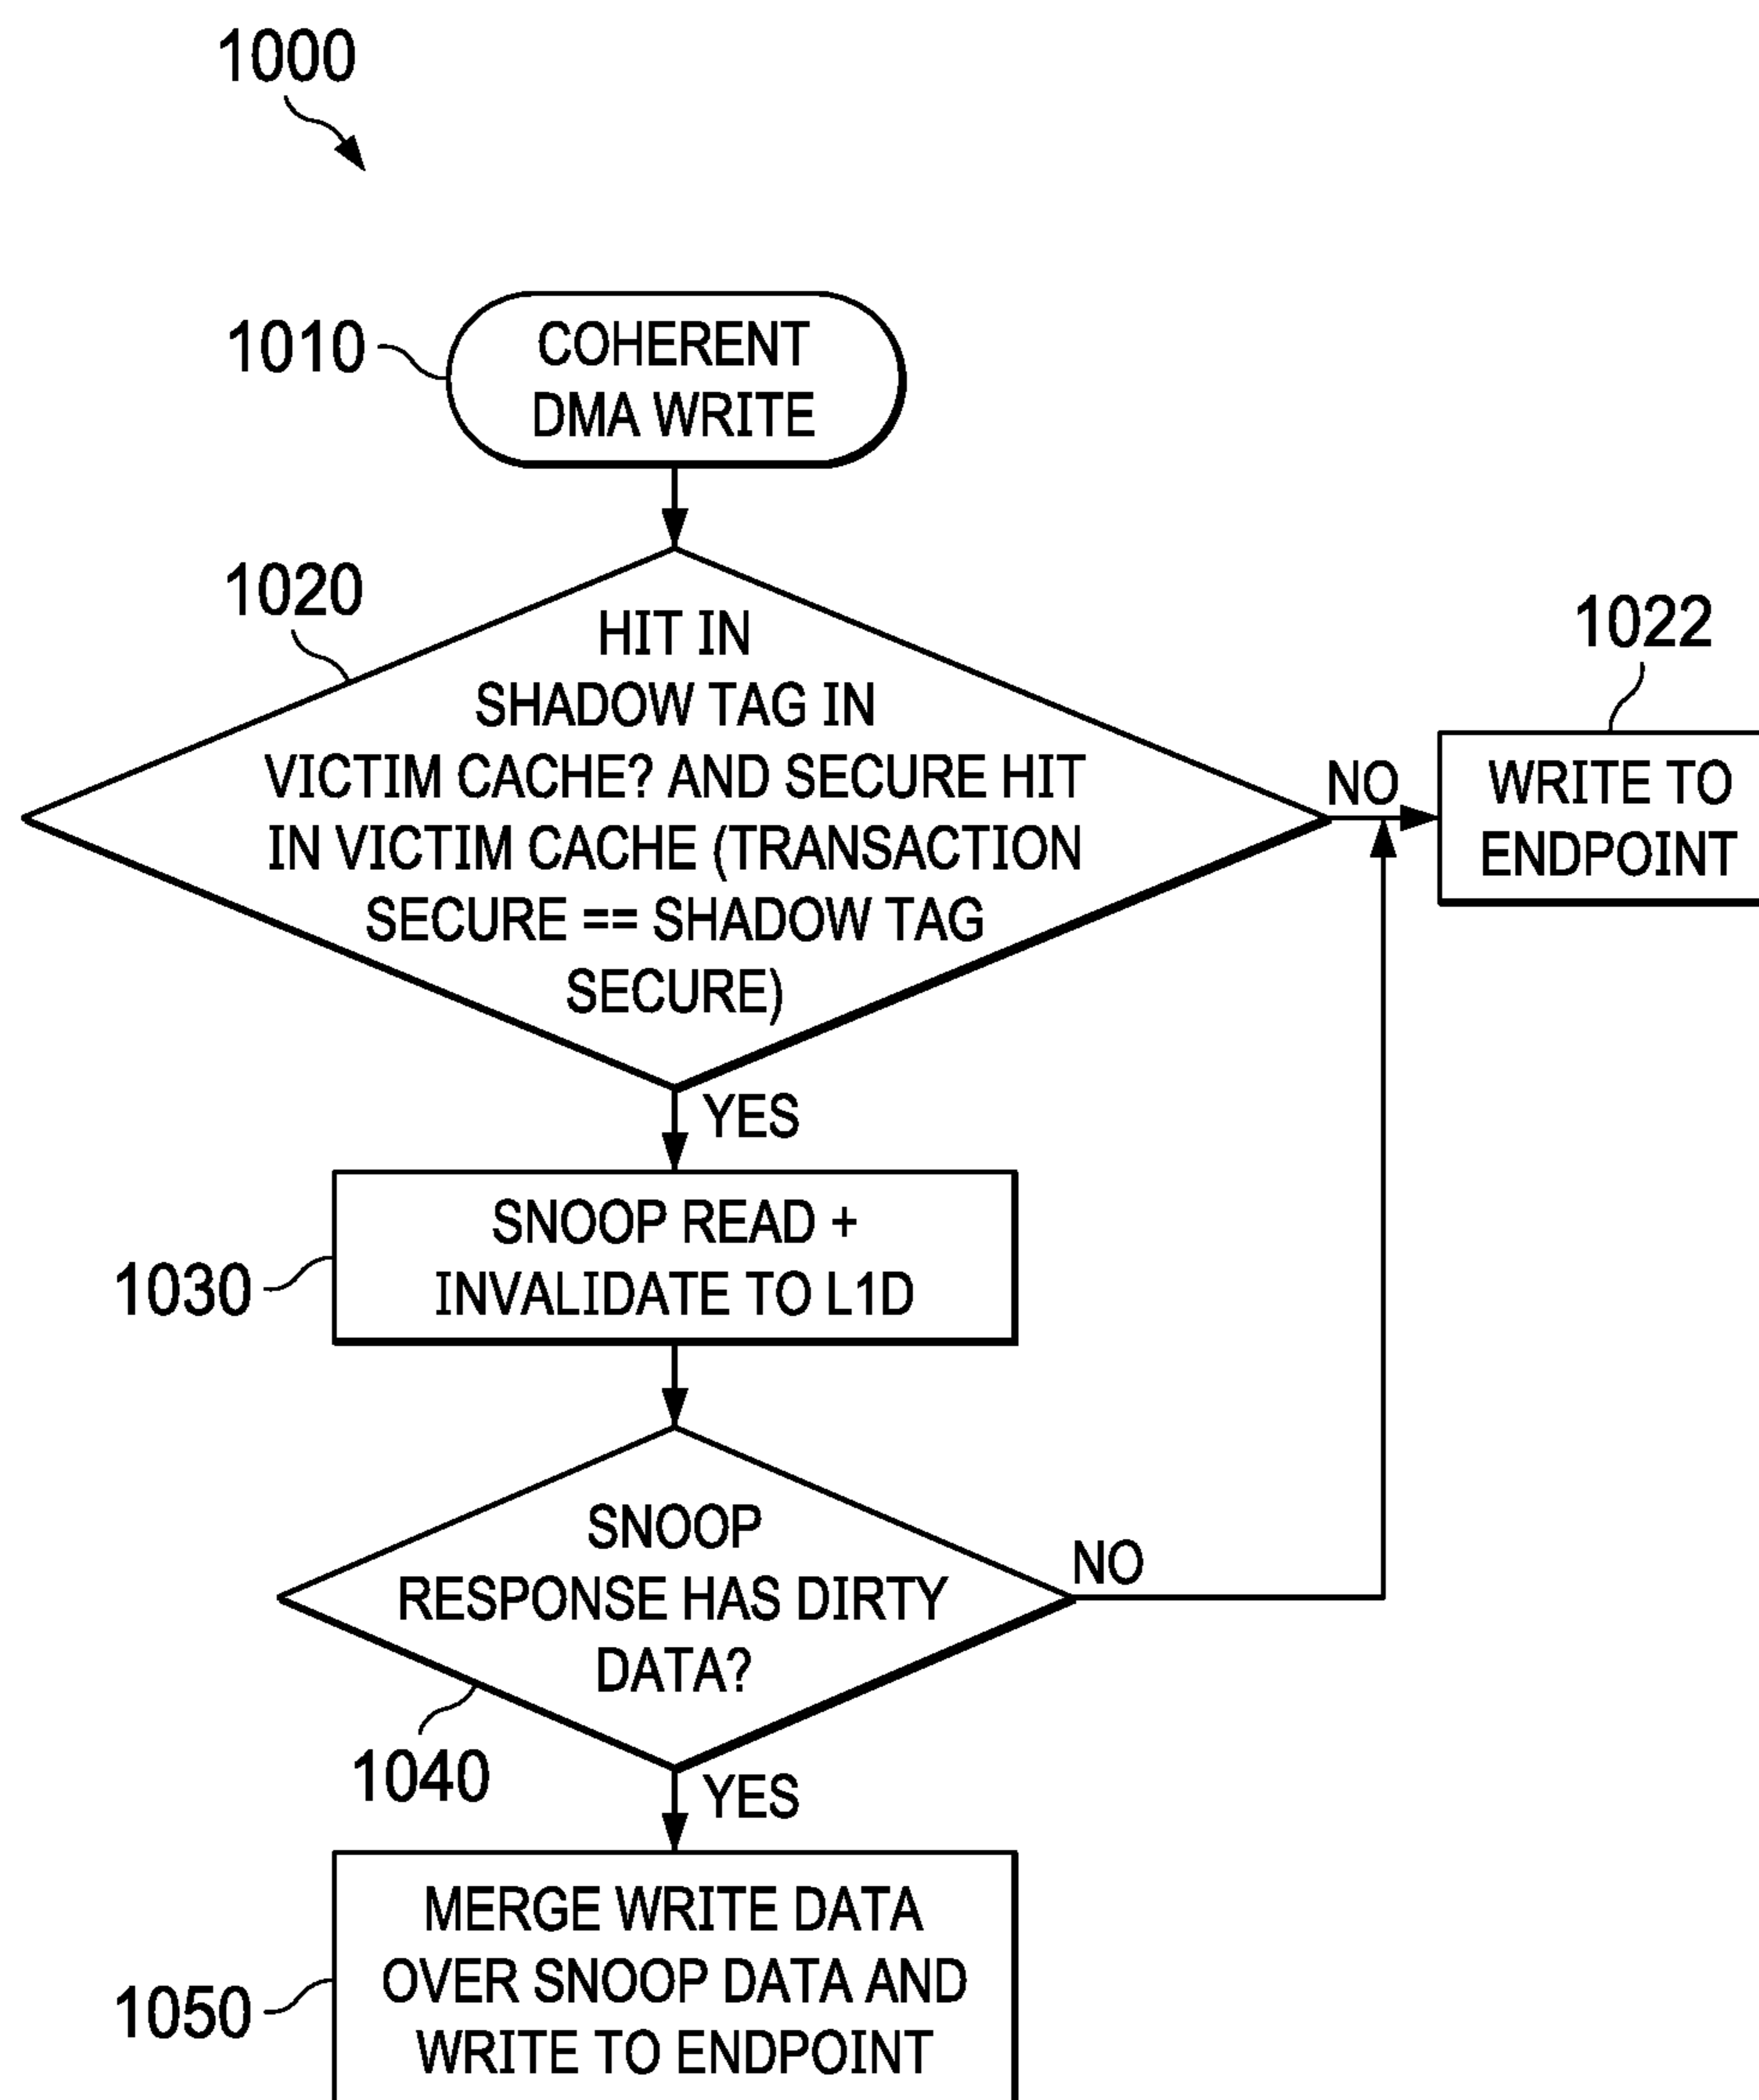 1000
1010
COHERENT
DMA WRITE
1020
HIT IN
SHADOW TAG IN
VICTIM CACHE? AND SECURE HIT
IN VICTIM CACHE (TRANSACTION
SECURE == SHADOW TAG
SECURE)
NO
1022
WRITE TO
ENDPOINT
YES
1030
SNOOP READ +
INVALIDATE TO L1D
SNOOP
RESPONSE HAS DIRTY
DATA?
NO
1040
YES
1050
MERGE WRITE DATA
OVER SNOOP DATA AND
WRITE TO ENDPOINT